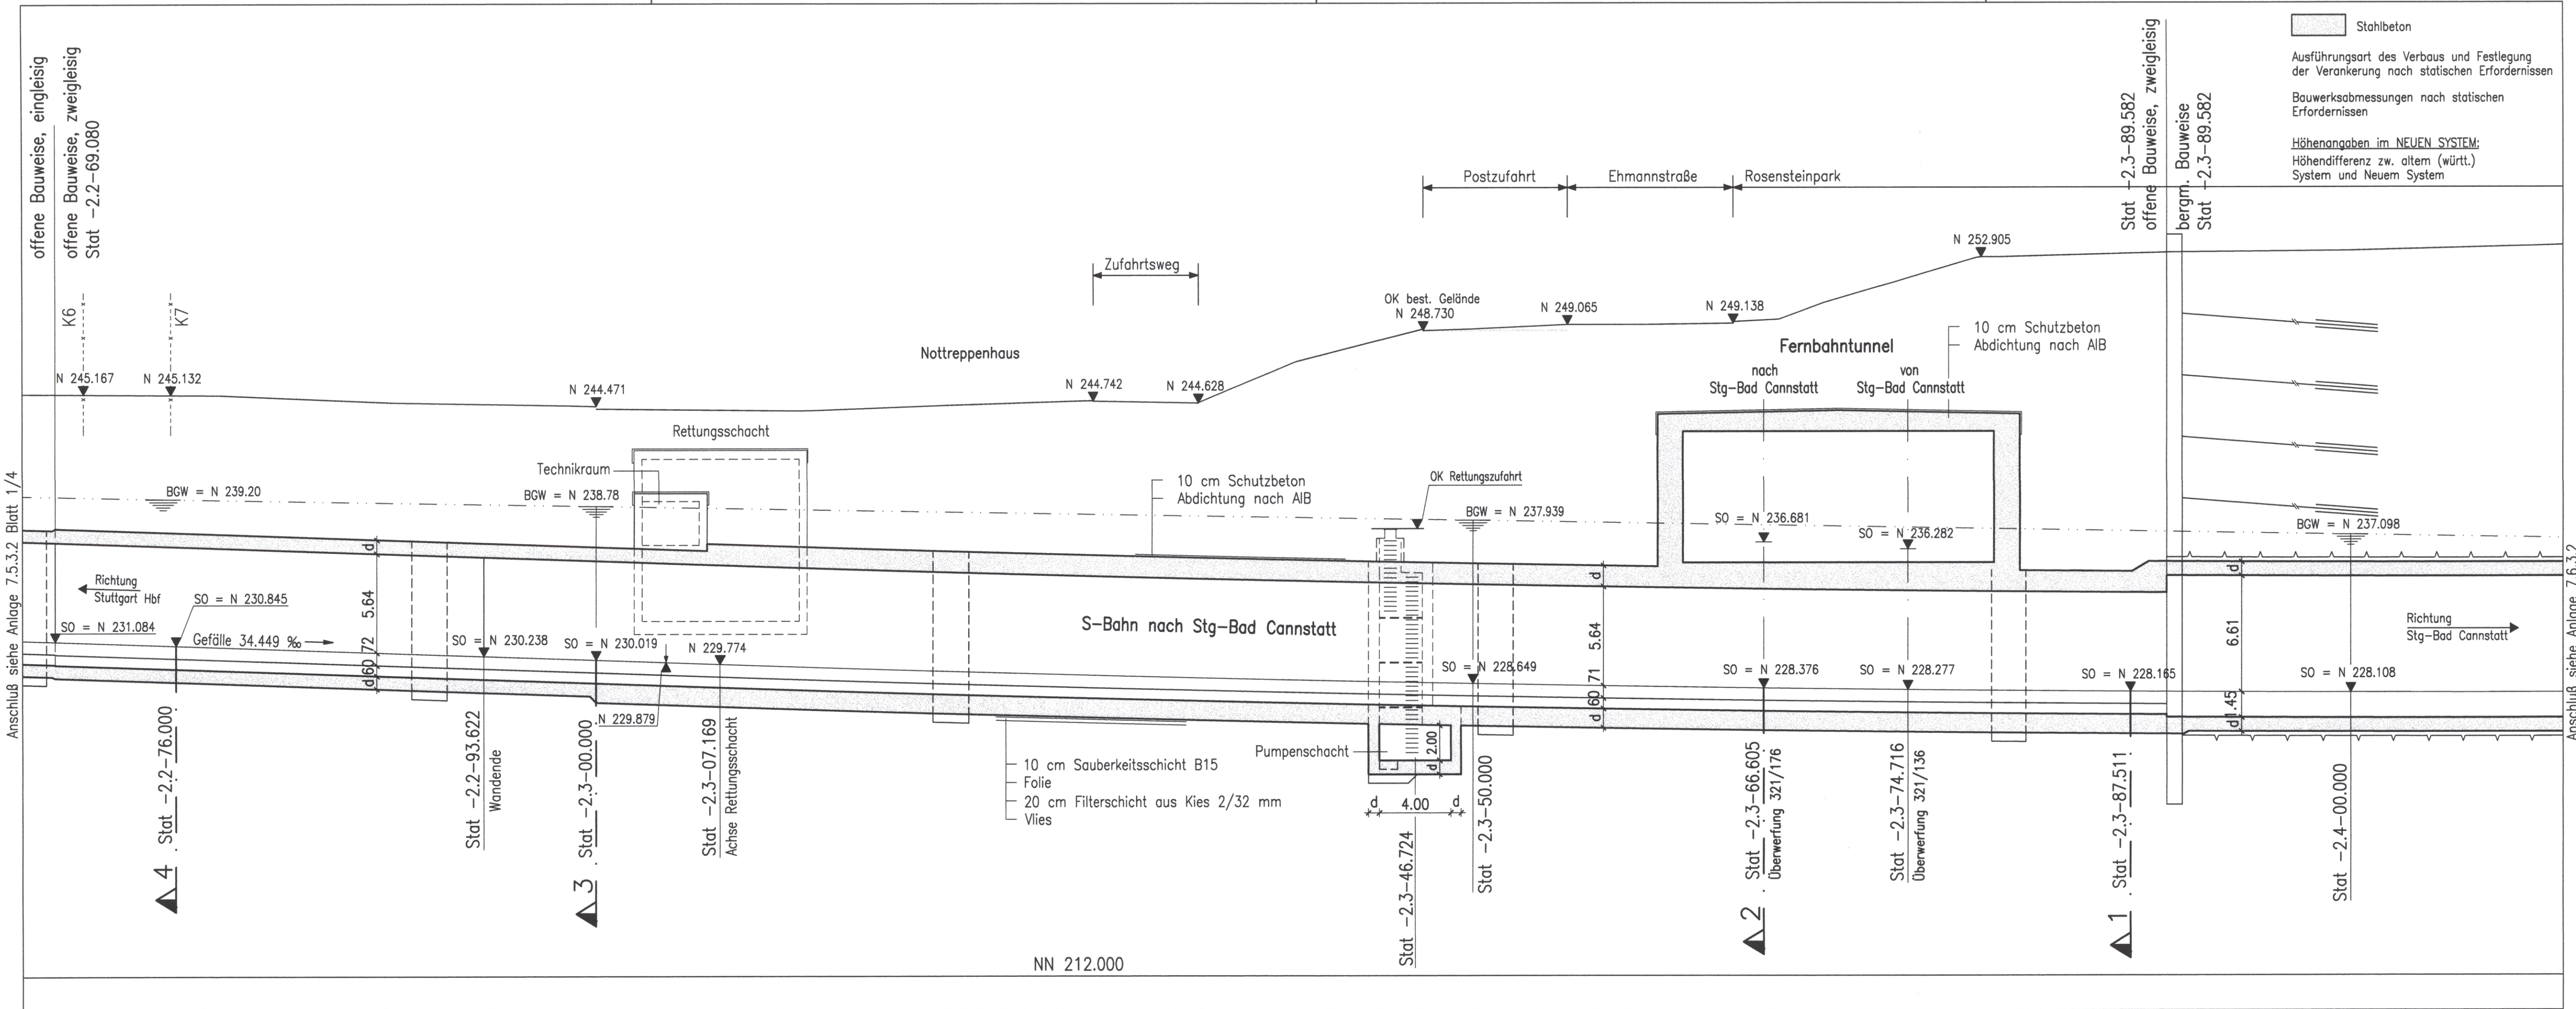 Stahlbeton
Ausführungsart des Verbaus und Festlegung
der Verankerung nach statischen Erfordernissen
Bauwerksabmessungen nach statischen
Erfordernissen
Höhenangaben im NEUEN SYSTEM:
Höhendifferenz zw. altem (württ.)
System und Neuem System
offene Bauweise, eingleisig
offene Bauweise, zweigleisig
Stat -2.2-69.080
Stat -2.3-89.582
offene Bauweise, zweigleisig
bergm. Bauweise
Stat -2.3-89.582
Postzufahrt
Ehmannstraße
Rosensteinpark
N 252.905
Zufahrtsweg
K6
K7
OK best. Gelände
N 248.730
N 249.065
N 249.138
10 cm Schutzbeton
Abdichtung nach AIB
Nottreppenhaus
Fernbahntunnel
nach
Stg-Bad Cannstatt
von
Stg-Bad Cannstatt
N 245.167
N 245.132
N 244.471
N 244.742
N 244.628
Rettungsschacht
Technikraum
10 cm Schutzbeton
Abdichtung nach AIB
OK Rettungszufahrt
BGW = N 239.20
BGW = N 238.78
BGW = N 237.939
SO = N 236.681
SO = N 236.282
BGW = N 237.098
Anschluß siehe Anlage 7.5.3.2 Blatt 1/4
Anschluß siehe Anlage 7.6.3.2
Richtung
Stuttgart Hbf
SO = N 230.845
SO = N 231.084
Gefälle 34.449 ‰
d
5.64
72
60
d
SO = N 230.238
SO = N 230.019
N 229.774
N 229.879
S-Bahn nach Stg-Bad Cannstatt
SO = N 228.649
d
5.64
71
60
d
SO = N 228.376
SO = N 228.277
SO = N 228.165
SO = N 228.108
d
6.61
1.45
d
Richtung
Stg-Bad Cannstatt
Pumpenschacht
2.00
d
d
4.00
d
10 cm Sauberkeitsschicht B15
Folie
20 cm Filterschicht aus Kies 2/32 mm
Vlies
4
Stat -2.2-76.000
Stat -2.2-93.622
Wandende
3
Stat -2.3-00.000
Stat -2.3-07.169
Achse Rettungsschacht
Stat -2.3-46.724
Stat -2.3-50.000
2
Stat -2.3-66.605
Überwerfung 321/176
Stat -2.3-74.716
Überwerfung 321/136
1
Stat -2.3-87.511
Stat -2.4-00.000
NN 212.000